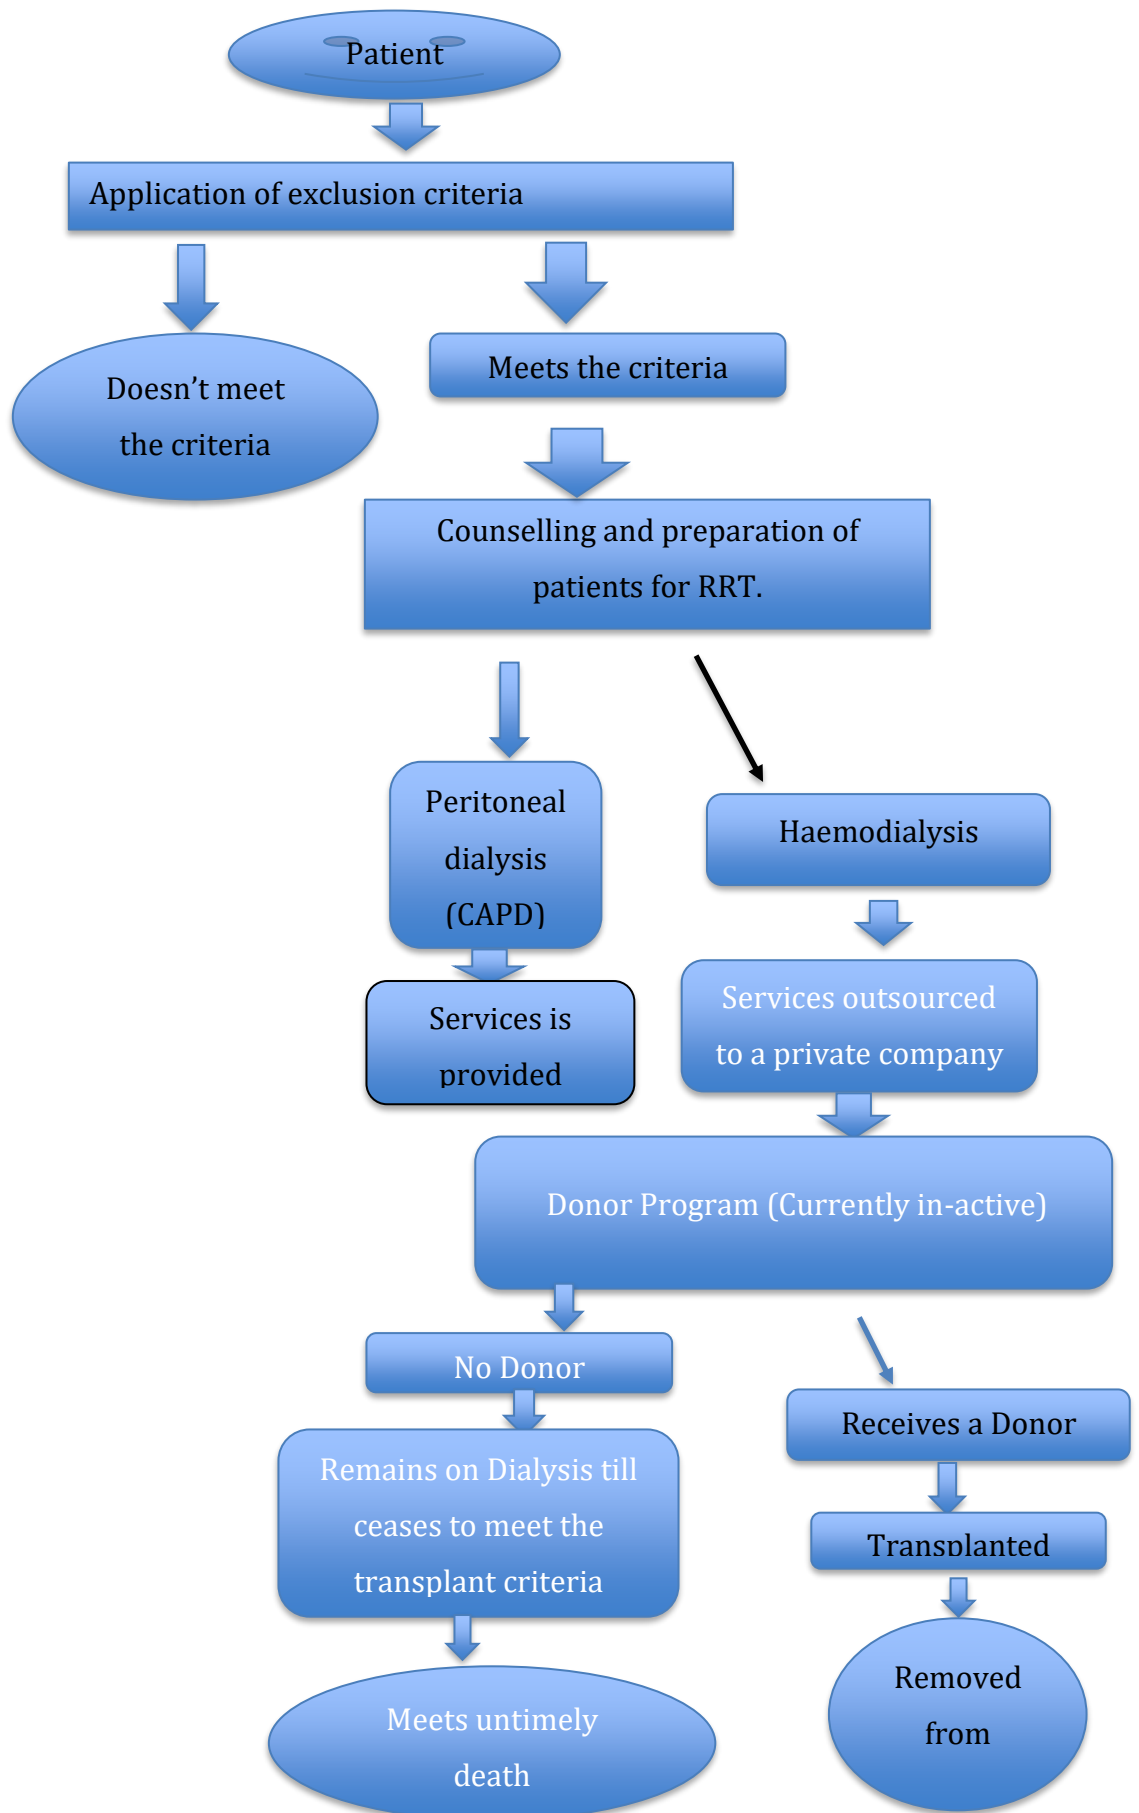 Patient
Application of exclusion criteria
Doesn’t meet
the criteria
Meets the criteria
Counselling and preparation of
patients for RRT.
Peritoneal
dialysis
(CAPD)
Haemodialysis
Services is
provided
Services outsourced
to a private company
Donor Program (Currently in-active)
No Donor
Receives a Donor
Remains on Dialysis till
ceases to meet the
transplant criteria
Transplanted
Meets untimely
death
Removed
from